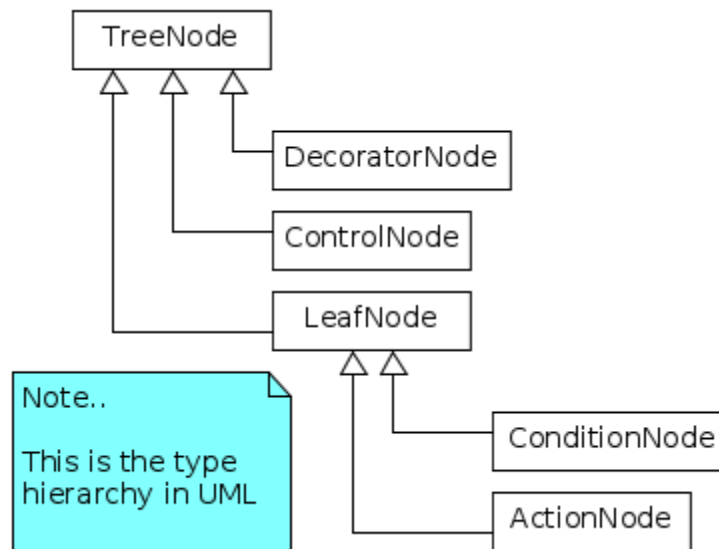 TreeNode
DecoratorNode
ControlNode
LeafNode
Note..
This is the type
hierarchy in UML
ConditionNode
ActionNode